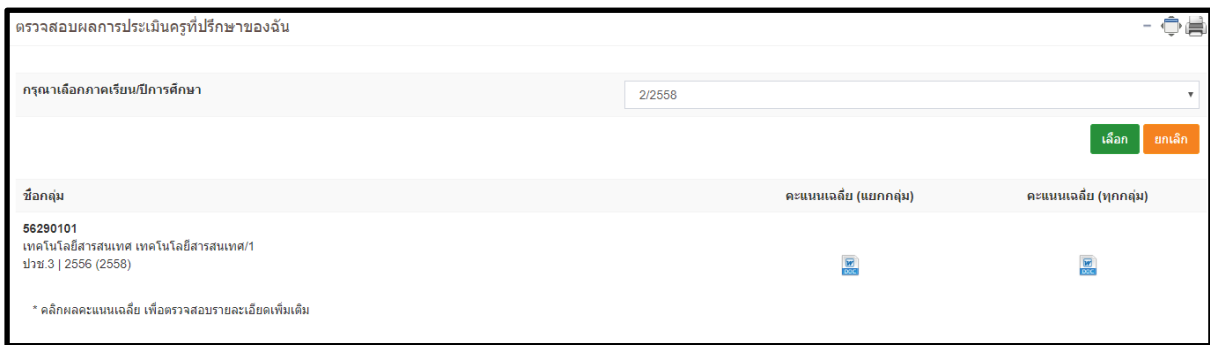 ตรวจสอบผลการประเมินครูที่ปรึกษาของฉัน
กรุณาเลือกภาคเรียน/ปีการศึกษา
2/2558
เลือก ยกเลิก
ชื่อกลุ่ม คะแนนเฉลี่ย (แยกกลุ่ม) คะแนนเฉลี่ย (ทุกกลุ่ม)
56290101
เทคโนโลยีสารสนเทศ เทคโนโลยีสารสนเทศ/1
ปวช.3 | 2556 (2558)
DOC DOC
* คลิกผลคะแนนเฉลี่ย เพื่อตรวจสอบรายละเอียดเพิ่มเติม